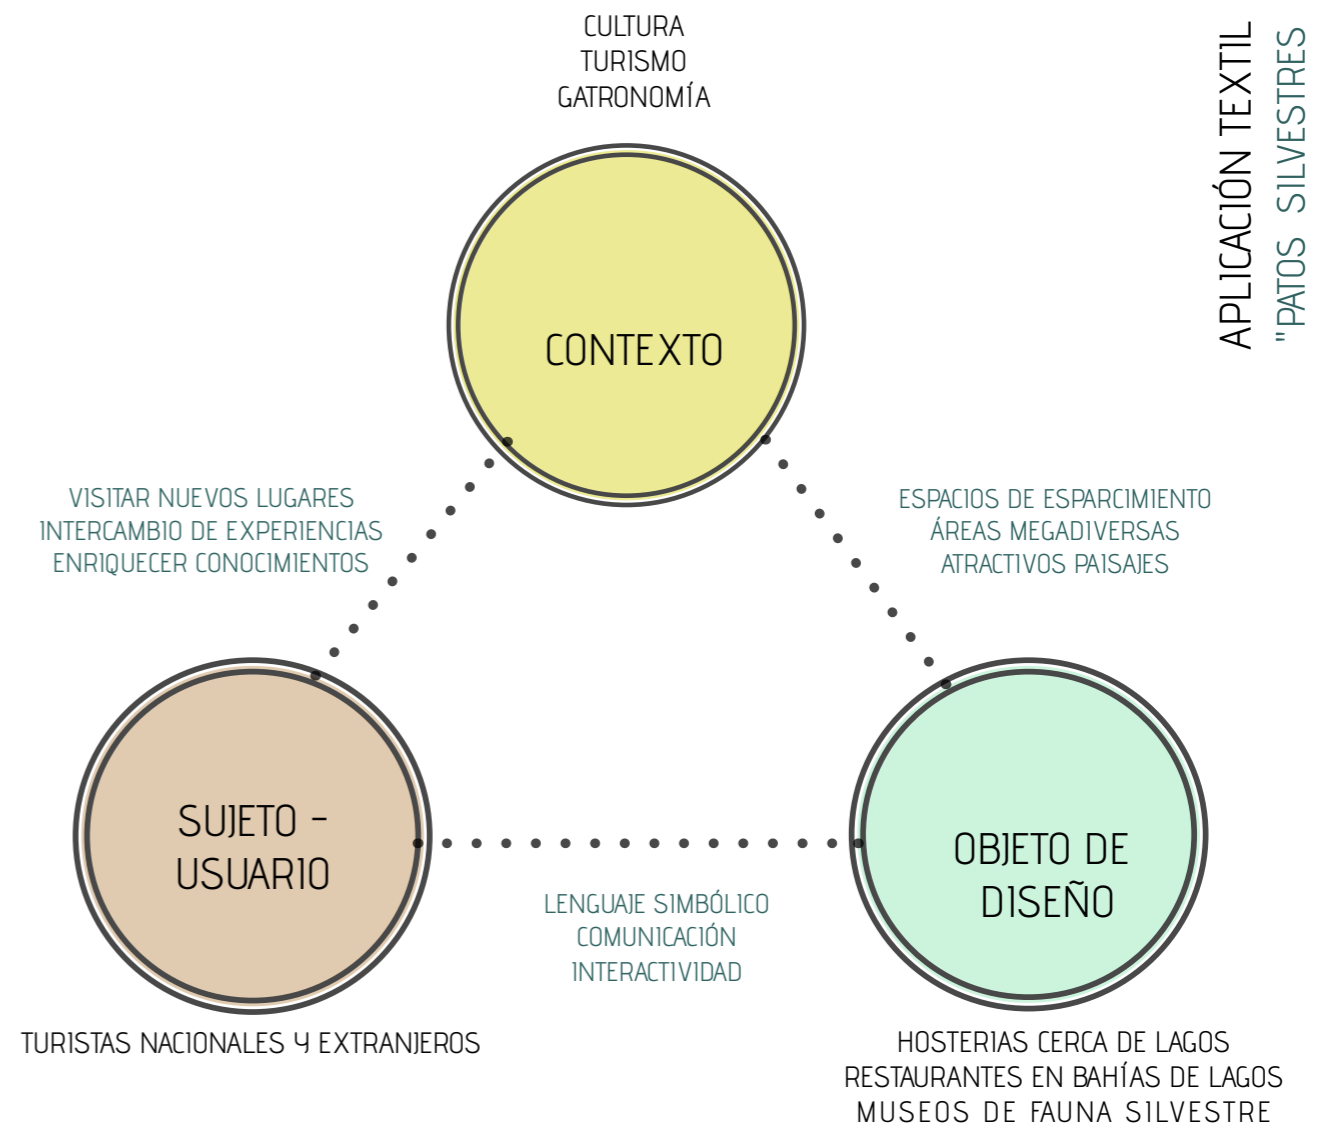 CULTURA
TURISMO
GATRONOMÍA
APLICACIÓN TEXTIL
"PATOS SILVESTRES
CONTEXTO
VISITAR NUEVOS LUGARES
INTERCAMBIO DE EXPERIENCIAS
ENRIQUECER CONOCIMIENTOS
ESPACIOS DE ESPARCIMIENTO
ÁREAS MEGADIVERSAS
ATRACTIVOS PAISAJES
SUJETO -
USUARIO
OBJETO DE
DISEÑO
LENGUAJE SIMBÓLICO
COMUNICACIÓN
INTERACTIVIDAD
TURISTAS NACIONALES Y EXTRANJEROS
HOSTERIAS CERCA DE LAGOS
RESTAURANTES EN BAHÍAS DE LAGOS
MUSEOS DE FAUNA SILVESTRE